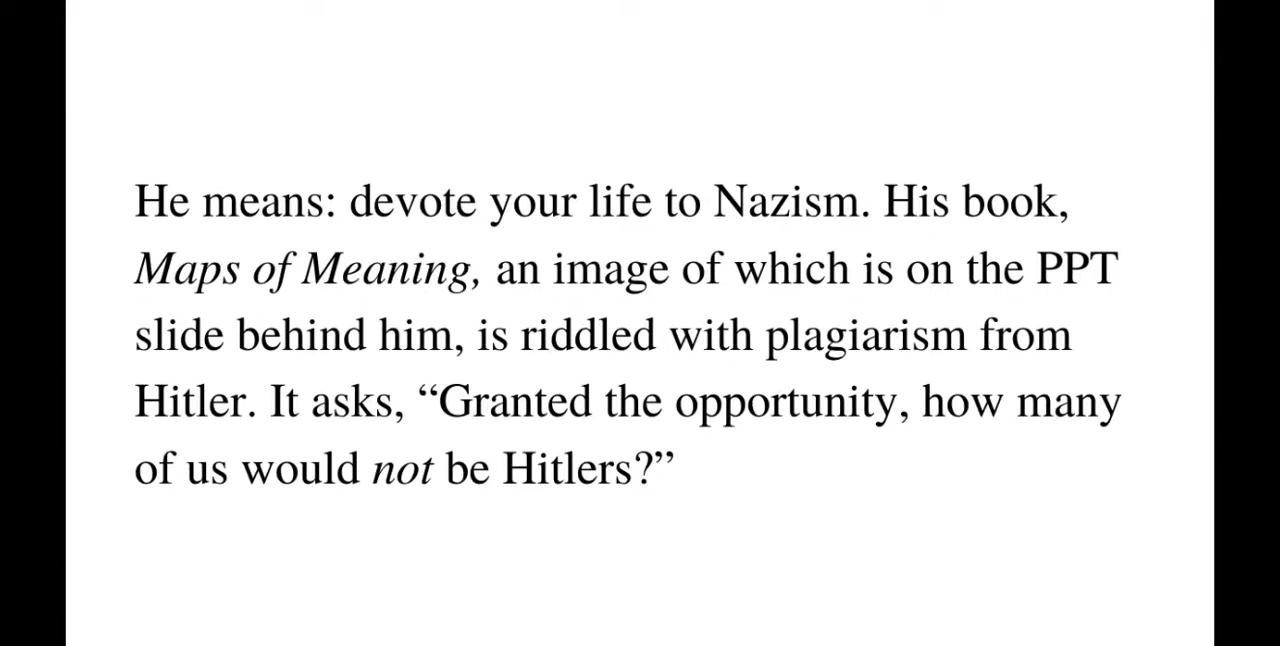 He means: devote your life to Nazism. His book,
Maps of Meaning, an image of which is on the PPT
slide behind him, is riddled with plagiarism from
Hitler. It asks, “Granted the opportunity, how many
of us would not be Hitlers?”